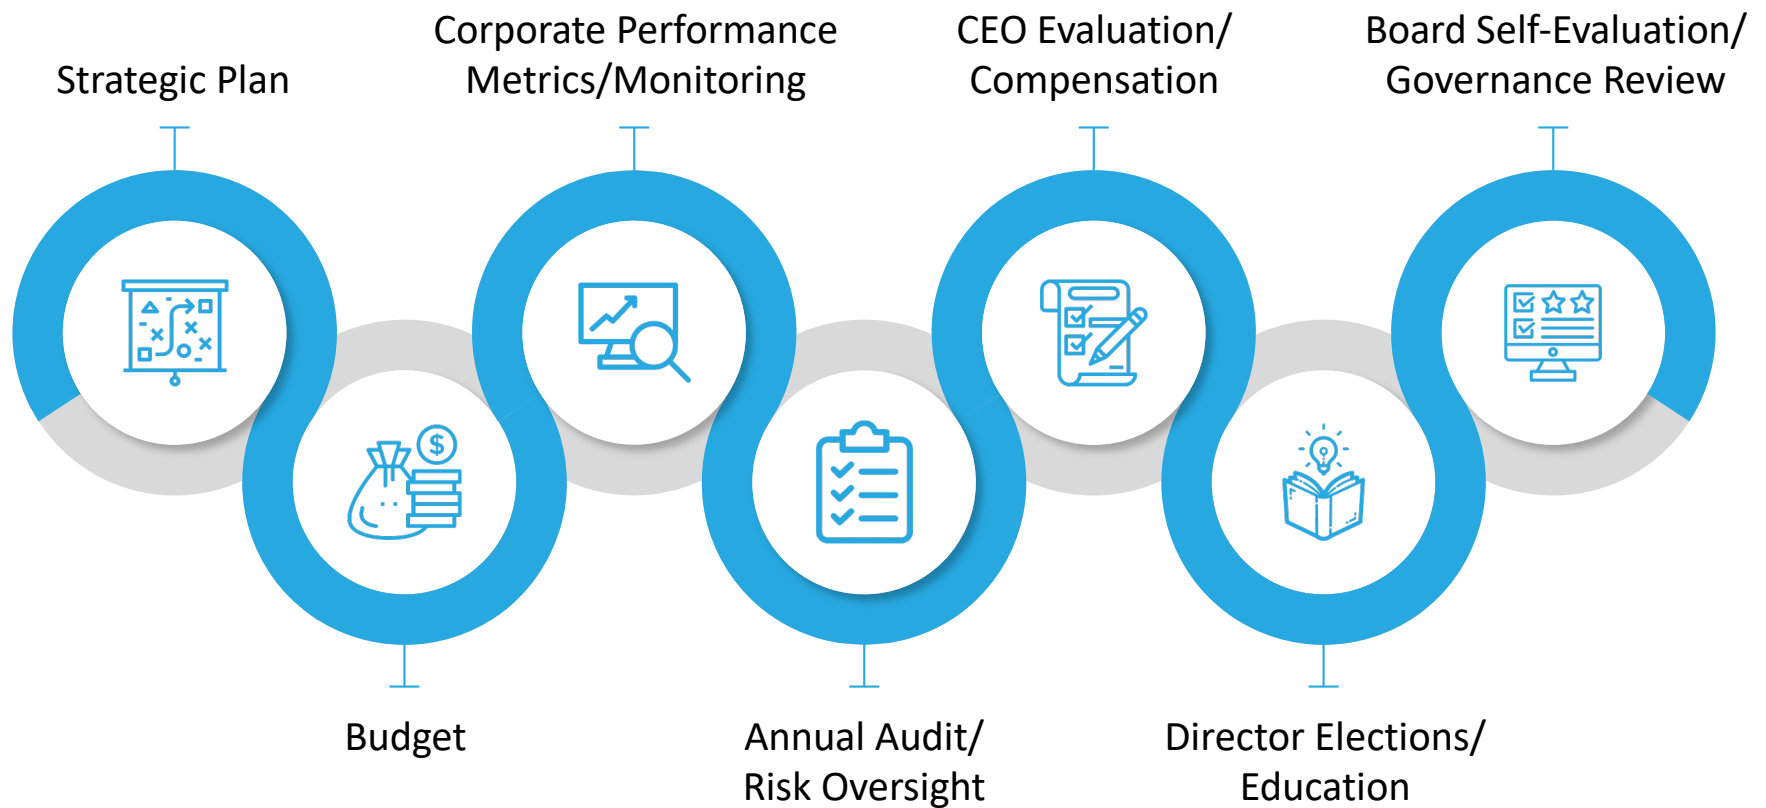 Strategic Plan
Corporate Performance
Metrics/Monitoring
CEO Evaluation/
Compensation
Board Self-Evaluation/
Governance Review
$
Budget
Annual Audit/
Risk Oversight
Director Elections/
Education